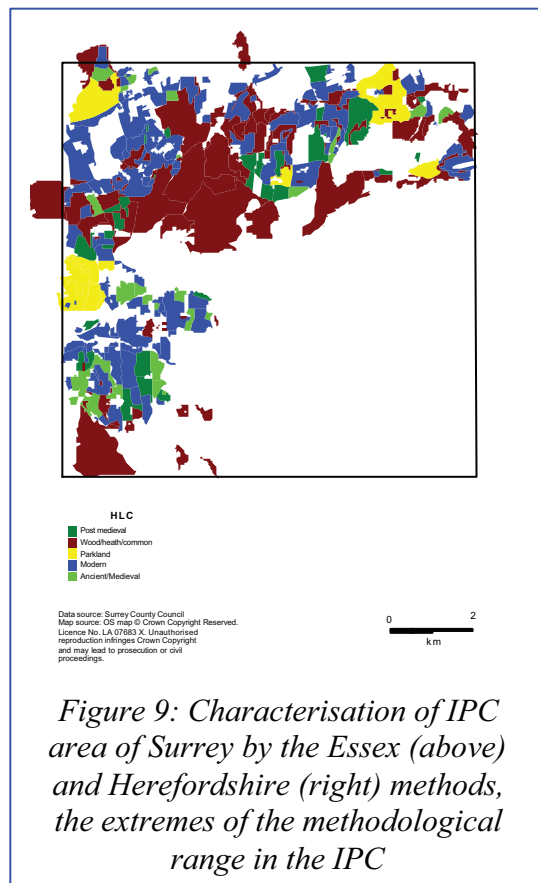 HLC
Post medieval
Wood/heath/common
Parkland
Modern
Ancient/Medieval
Data source: Surrey County Council
Map source: OS map © Crown Copyright Reserved.
Licence No. LA 07683 X. Unauthorised
reproduction infringes Crown Copyright
and may lead to prosecution or civil
proceedings.
0 2
km
Figure 9: Characterisation of IPC
area of Surrey by the Essex (above)
and Herefordshire (right) methods,
the extremes of the methodological
range in the IPC